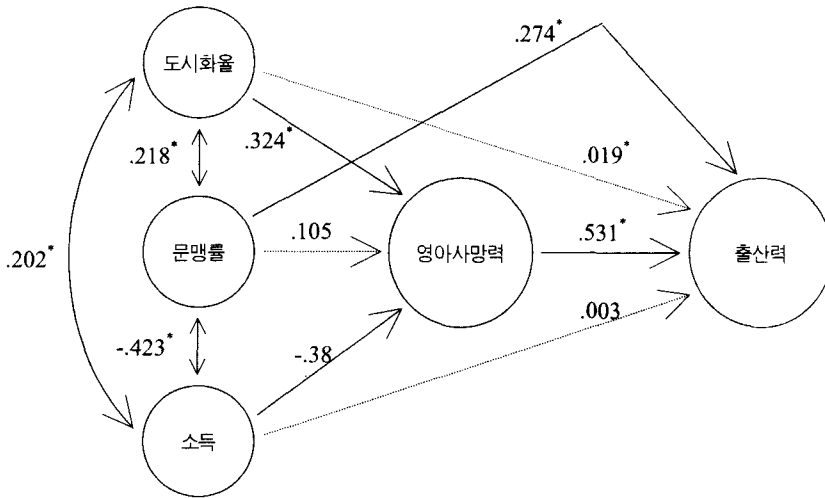 .274*
도시화율
.218*
.324*
.019*
.202*
문맹률
.105
영아사망력
.531*
출산력
-.423*
-.38
.003
소득